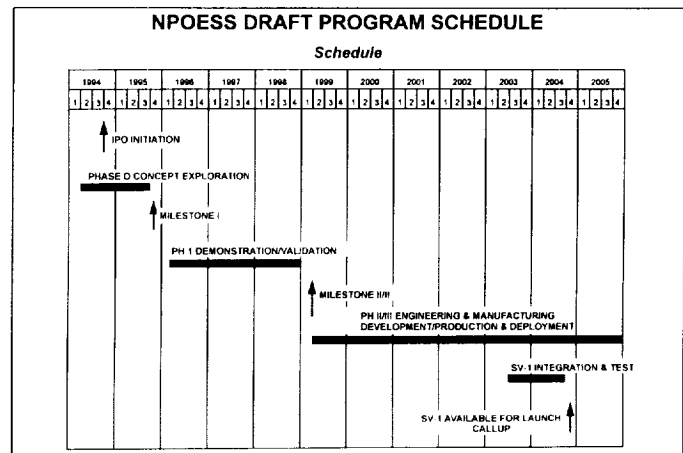 NPOESS DRAFT PROGRAM SCHEDULE
Schedule
1994 1995 1996 1997 1998 1999 2000 2001 2002 2003 2004 2005
1 2 3 4 1 2 3 4 1 2 3 4 1 2 3 4 1 2 3 4 1 2 3 4 1 2 3 4 1 2 3 4 1 2 3 4 1 2 3 4 1 2 3 4 1 2 3 4
IPO INITIATION
PHASE O CONCEPT EXPLORATION
MILESTONE I
PH 1 DEMONSTRATION/VALIDATION
MILESTONE II/II
PH II/III ENGINEERING & MANUFACTURING
DEVELOPMENT/PRODUCTION & DEPLOYMENT
SV-1 INTEGRATION & TEST
SV-1 AVAILABLE FOR LAUNCH
CALLUP